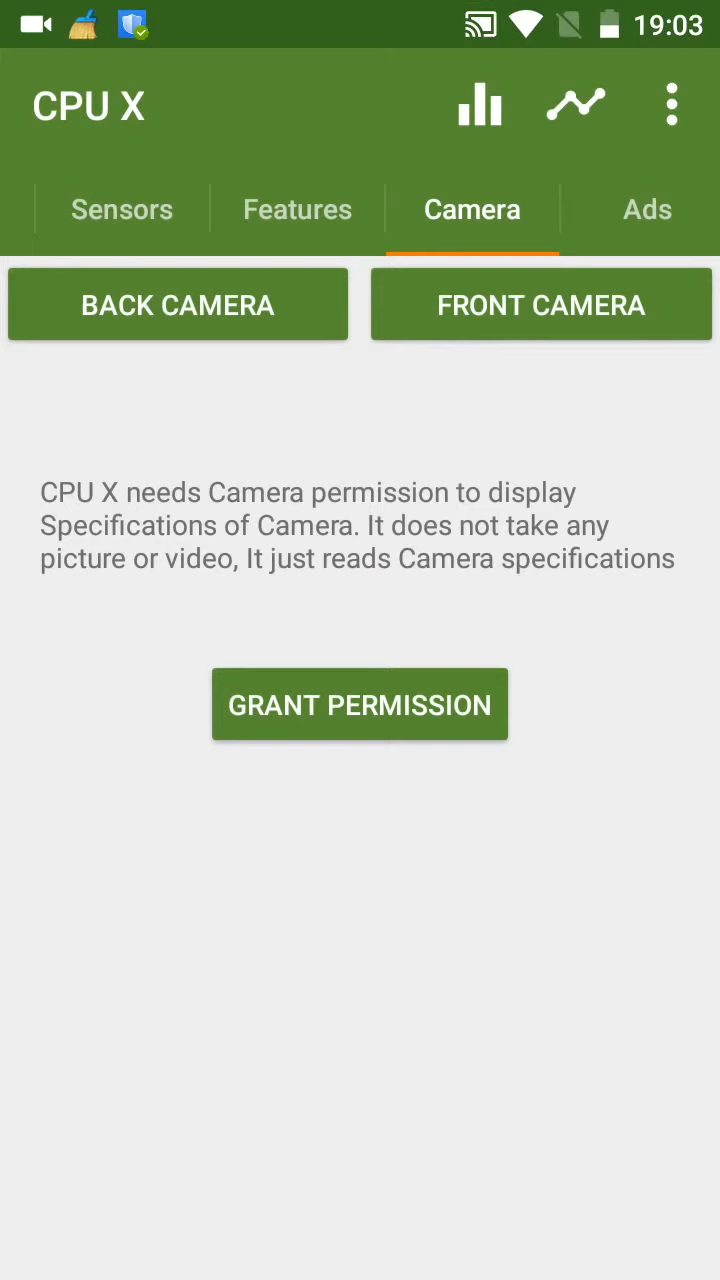 19:03
CPU X
Sensors
Features
Camera
Ads
BACK CAMERA
FRONT CAMERA
CPU X needs Camera permission to display
Specifications of Camera. It does not take any
picture or video, It just reads Camera specifications
GRANT PERMISSION